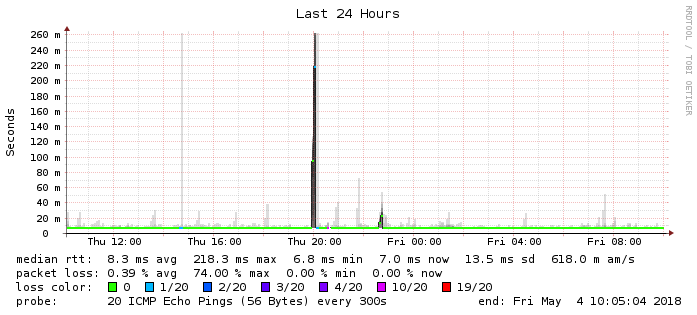 Last 24 Hours
RRDTOOL / TOBI OETIKER
Seconds
260 m
240 m
220 m
200 m
180 m
160 m
140 m
120 m
100 m
80 m
60 m
40 m
20 m
0
Thu 12:00 Thu 16:00 Thu 20:00 Fri 00:00 Fri 04:00 Fri 08:00
median rtt: 8.3 ms avg 218.3 ms max 6.8 ms min 7.0 ms now 13.5 ms sd 618.0 m am/s
packet loss: 0.39 % avg 74.00 % max 0.00 % min 0.00 % now
loss color: 0 1/20 2/20 3/20 4/20 10/20 19/20
probe: 20 ICMP Echo Pings (56 Bytes) every 300s end: Fri May 4 10:05:04 2018